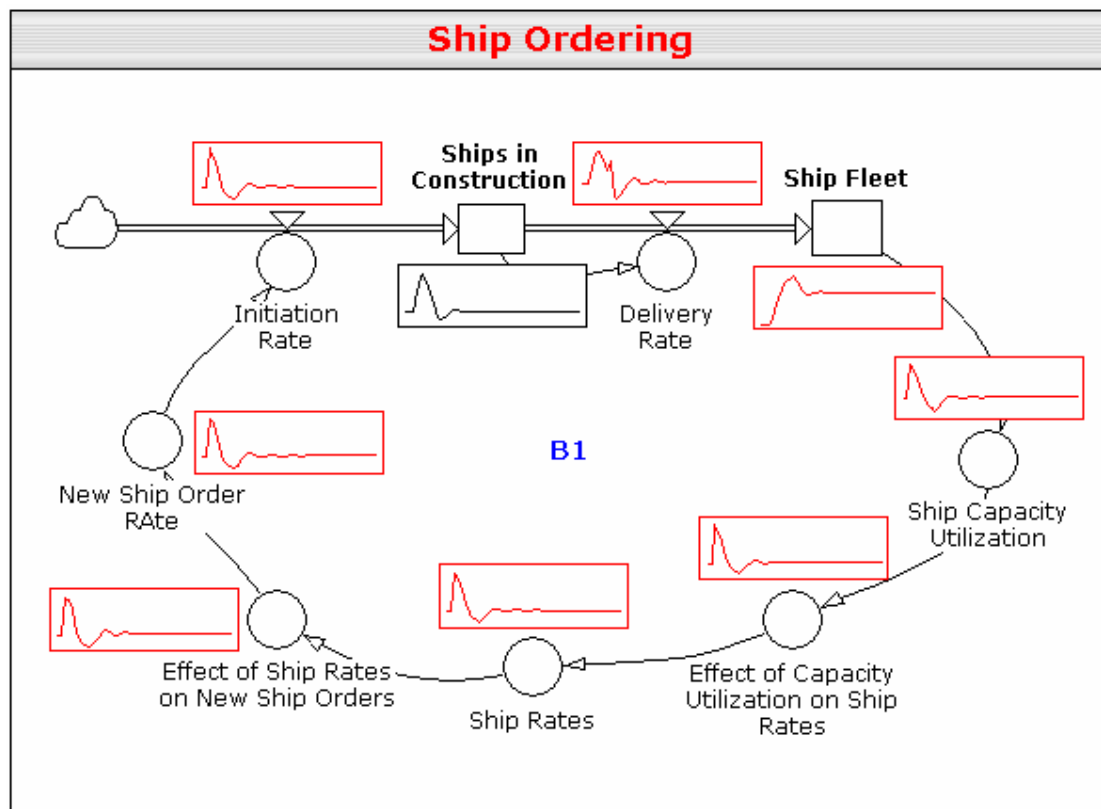 Ship Ordering
Ships in
Construction
Ship Fleet
Initiation
Rate
Delivery
Rate
B1
New Ship Order
RAte
Ship Capacity
Utilization
Effect of Ship Rates
on New Ship Orders
Ship Rates
Effect of Capacity
Utilization on Ship
Rates